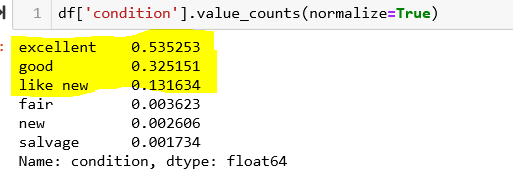 1 df['condition'].value_counts(normalize=True)
excellent 0.535253
good 0.325151
like new 0.131634
fair 0.003623
new 0.002606
salvage 0.001734
Name: condition, dtype: float64